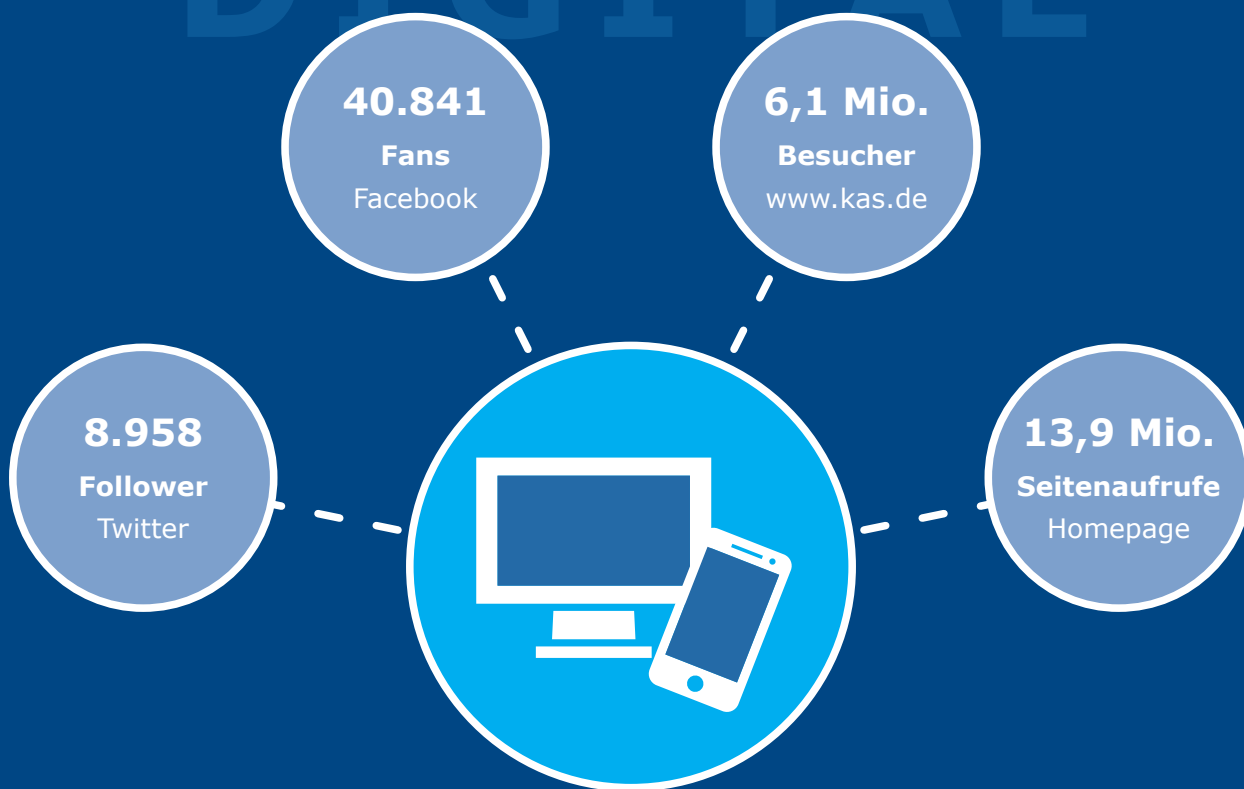 DIGITAL
40.841
Fans
Facebook
6,1 Mio.
Besucher
www.kas.de
8.958
Follower
Twitter
13,9 Mio.
Seitenaufrufe
Homepage